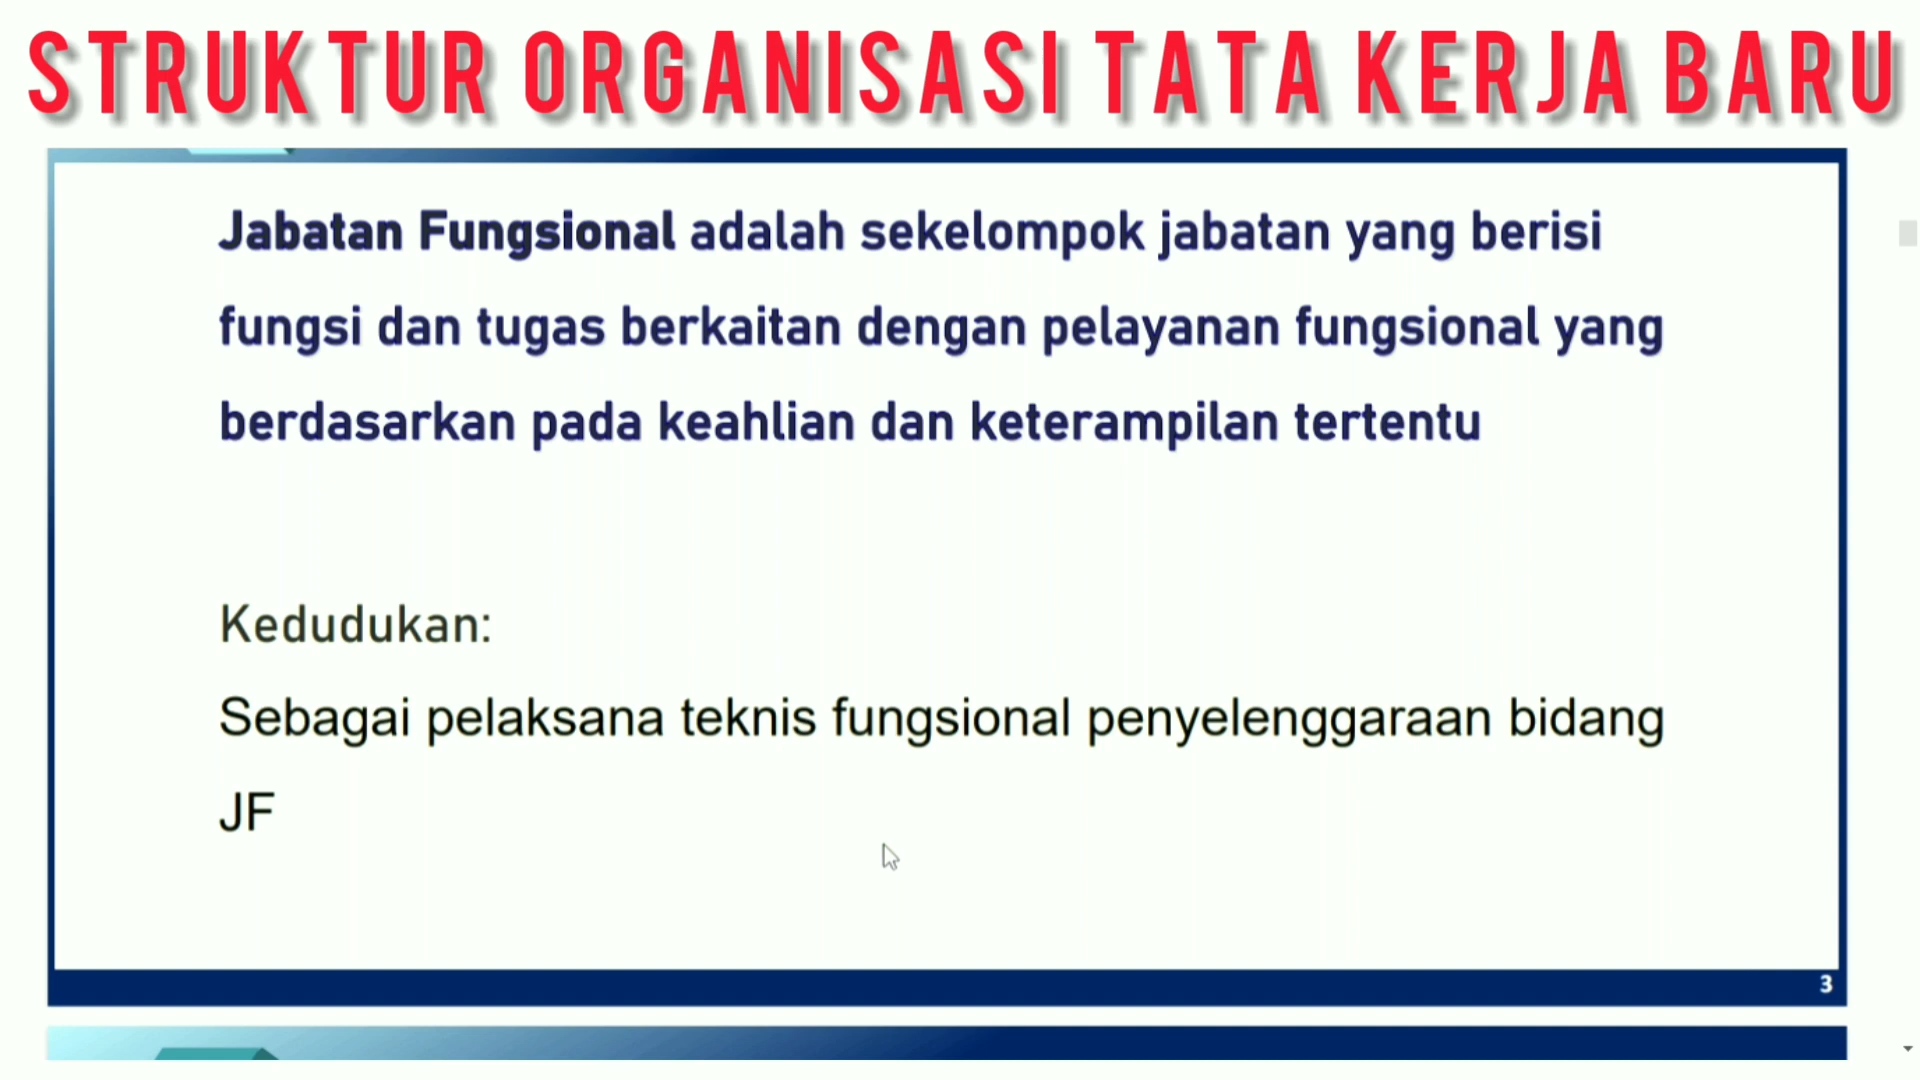 STRUKTUR ORGANISASI TATA KERJA BARU
Jabatan Fungsional adalah sekelompok jabatan yang berisi
fungsi dan tugas berkaitan dengan pelayanan fungsional yang
berdasarkan pada keahlian dan keterampilan tertentu
Kedudukan:
Sebagai pelaksana teknis fungsional penyelenggaraan bidang
JF
3